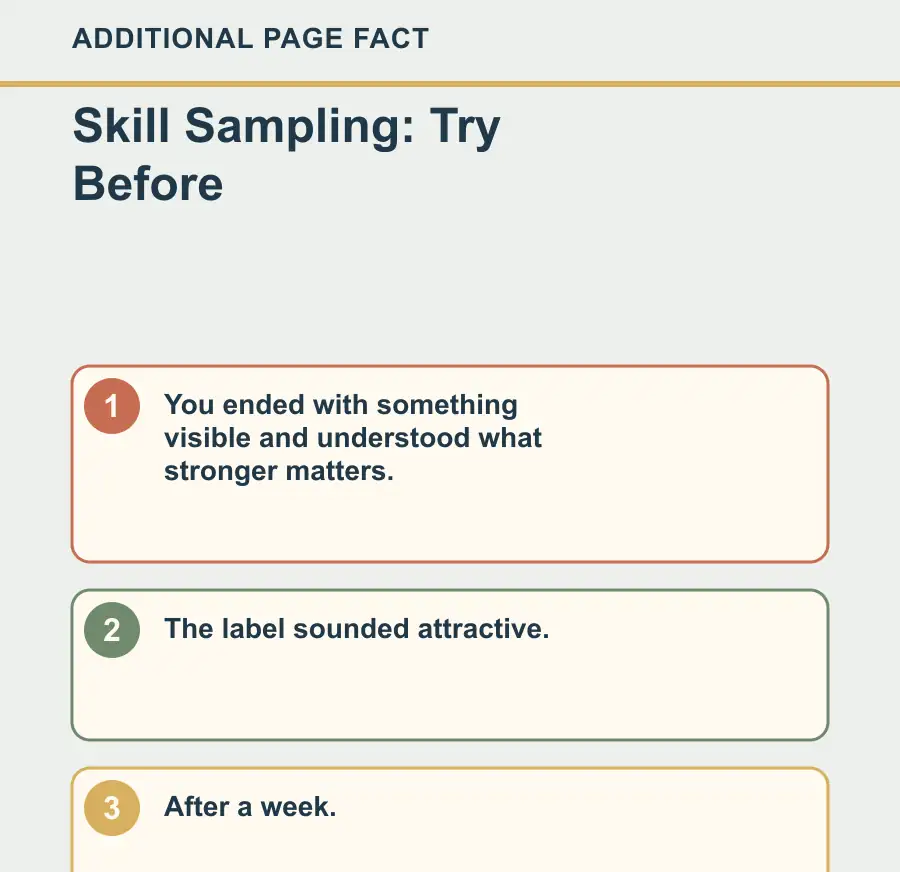 ADDITIONAL PAGE FACT
Skill Sampling: Try
Before
1
You ended with something
visible and understood what
stronger matters.
2
The label sounded attractive.
3
After a week.